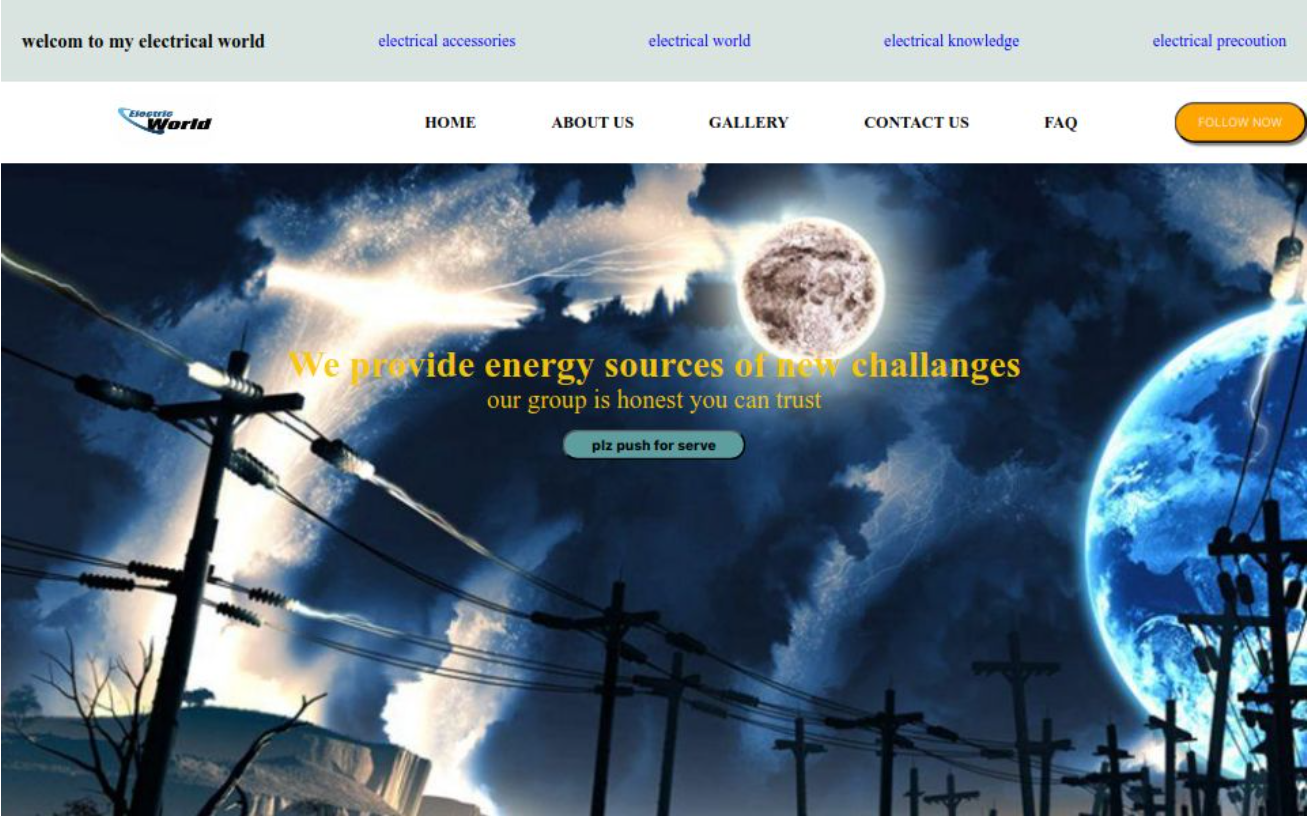 welcom to my electrical world electrical accessories electrical world electrical knowledge electrical precoution
Electric
World
HOME ABOUT US GALLERY CONTACT US FAQ FOLLOW NOW
We provide energy sources of new challanges
our group is honest you can trust
plz push for serve